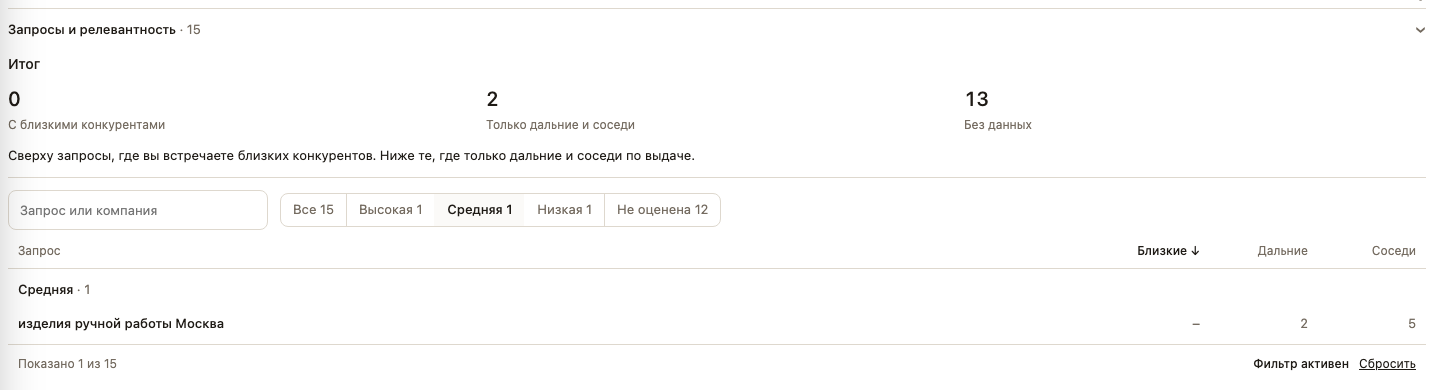 Запросы и релевантность · 15
Итог
0 2 13
С близкими конкурентами Только дальние и соседи Без данных
Сверху запросы, где вы встречаете близких конкурентов. Ниже те, где только дальние и соседи по выдаче.
Запрос или компания Все 15 Высокая 1 Средняя 1 Низкая 1 Не оценена 12
Запрос Близкие ↓ Дальние Соседи
Средняя · 1
изделия ручной работы Москва – 2 5
Показано 1 из 15 Фильтр активен Сбросить